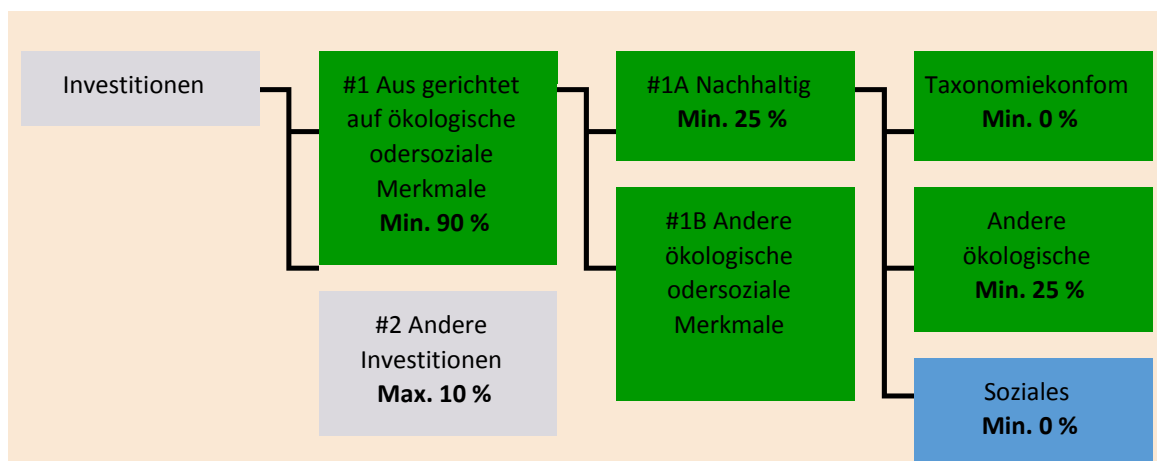 Investitionen
#1 Aus gerichtet
auf ökologische
odersoziale
Merkmale
Min. 90 %
#2 Andere
Investitionen
Max. 10 %
#1A Nachhaltig
Min. 25 %
#1B Andere
ökologische
odersoziale
Merkmale
Taxonomiekonfom
Min. 0 %
Andere
ökologische
Min. 25 %
Soziales
Min. 0 %